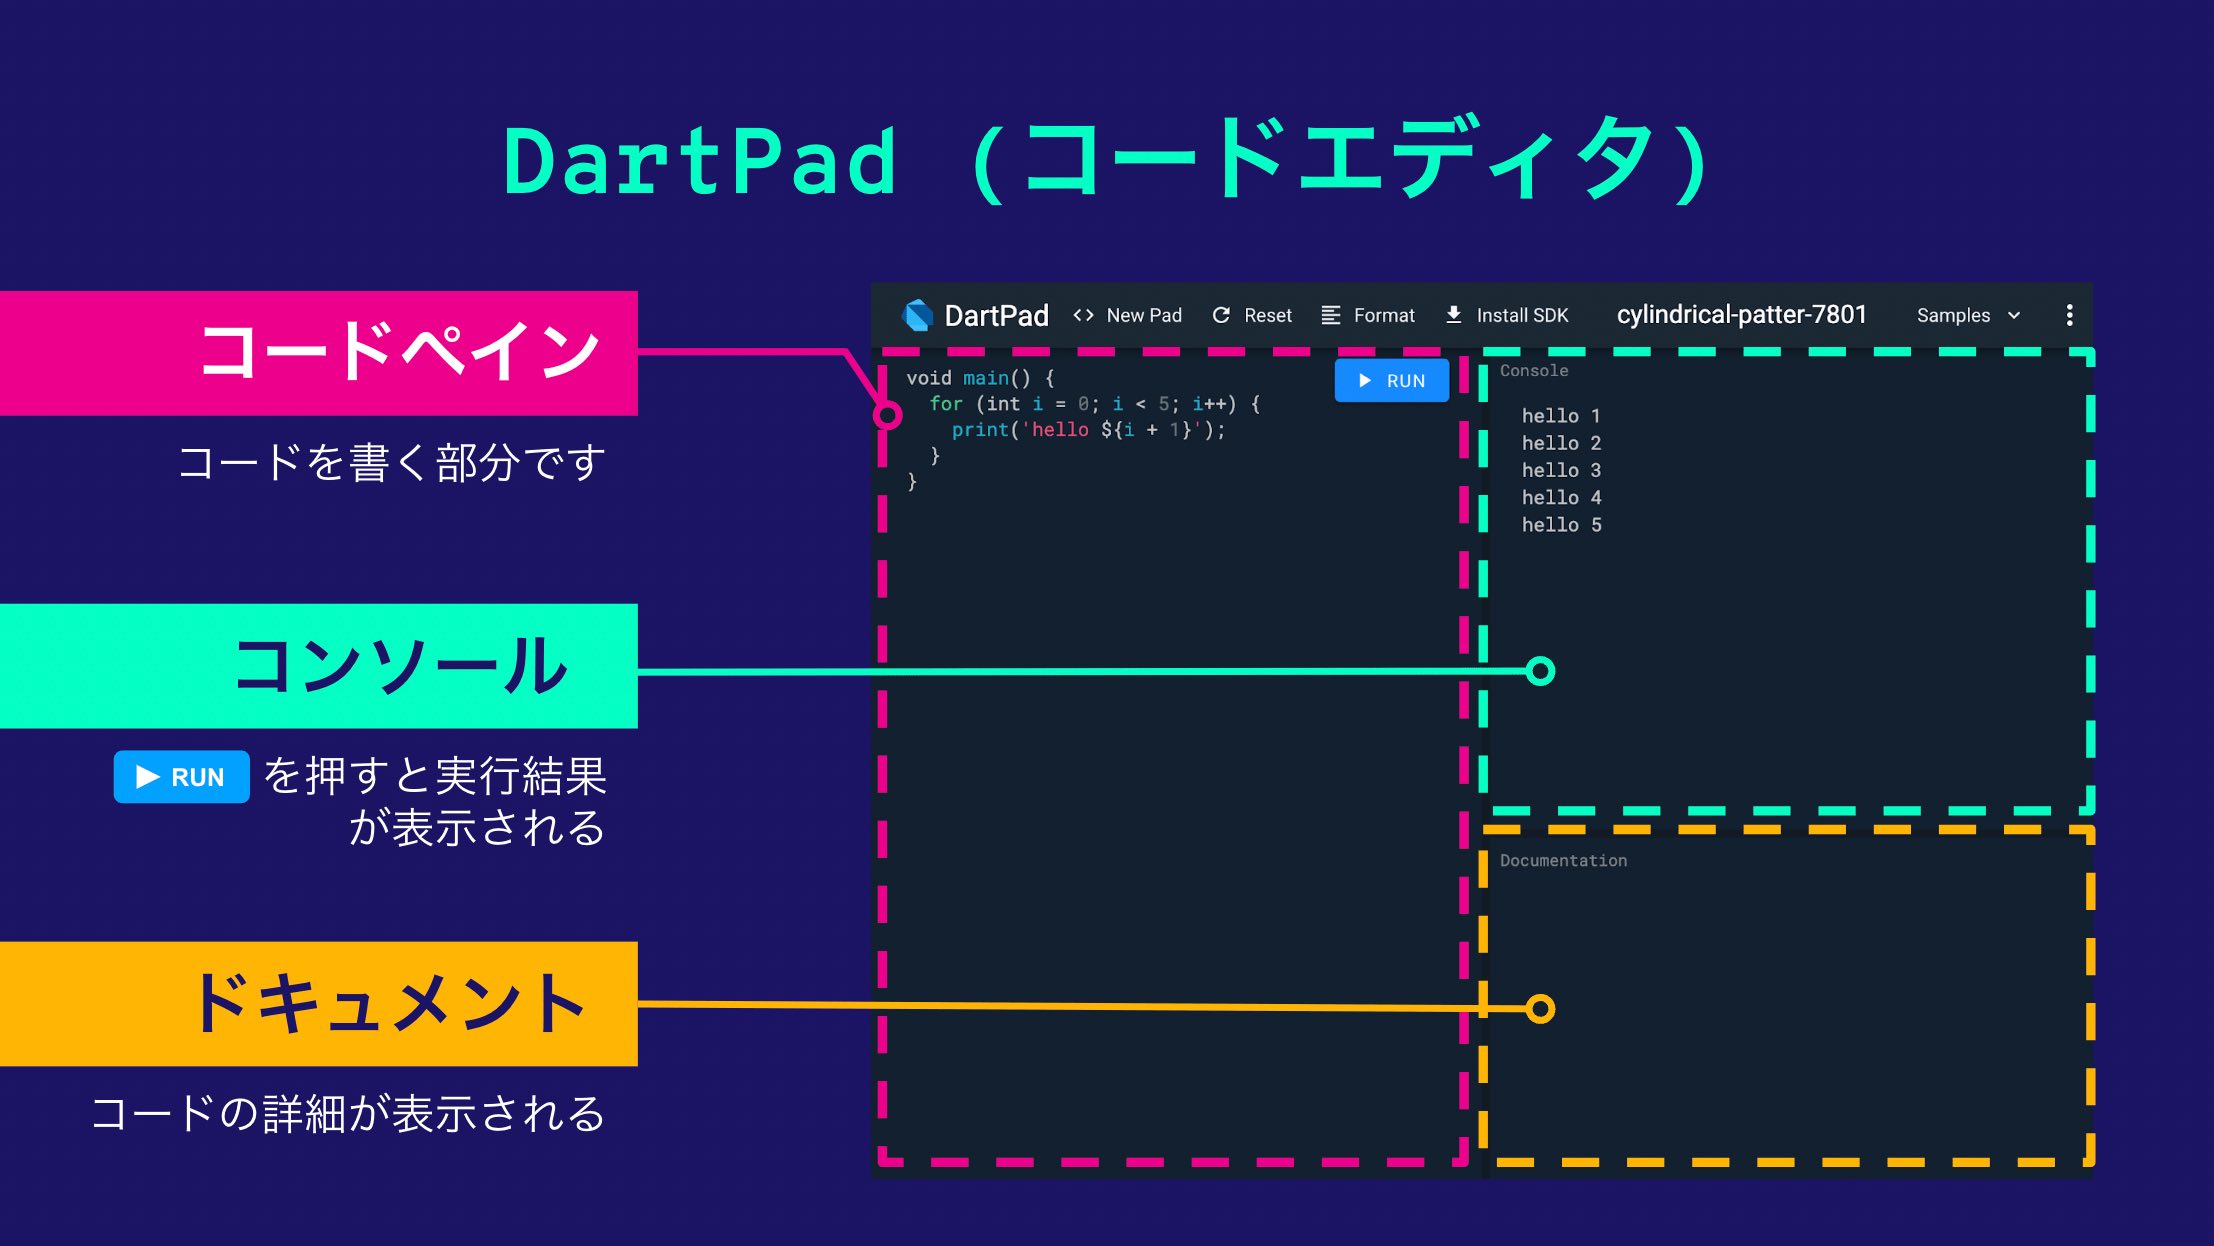 DartPad (コードエディタ)
コードペイン
コードを書く部分です
コンソール
RUN を押すと実行結果
が表示される
ドキュメント
コードの詳細が表示される
DartPad <> New Pad Reset Format Install SDK cylindrical-patter-7801 Samples
RUN
void main() {
  for (int i = 0; i < 5; i++) {
    print('hello ${i + 1}');
  }
}
Console
hello 1
hello 2
hello 3
hello 4
hello 5
Documentation